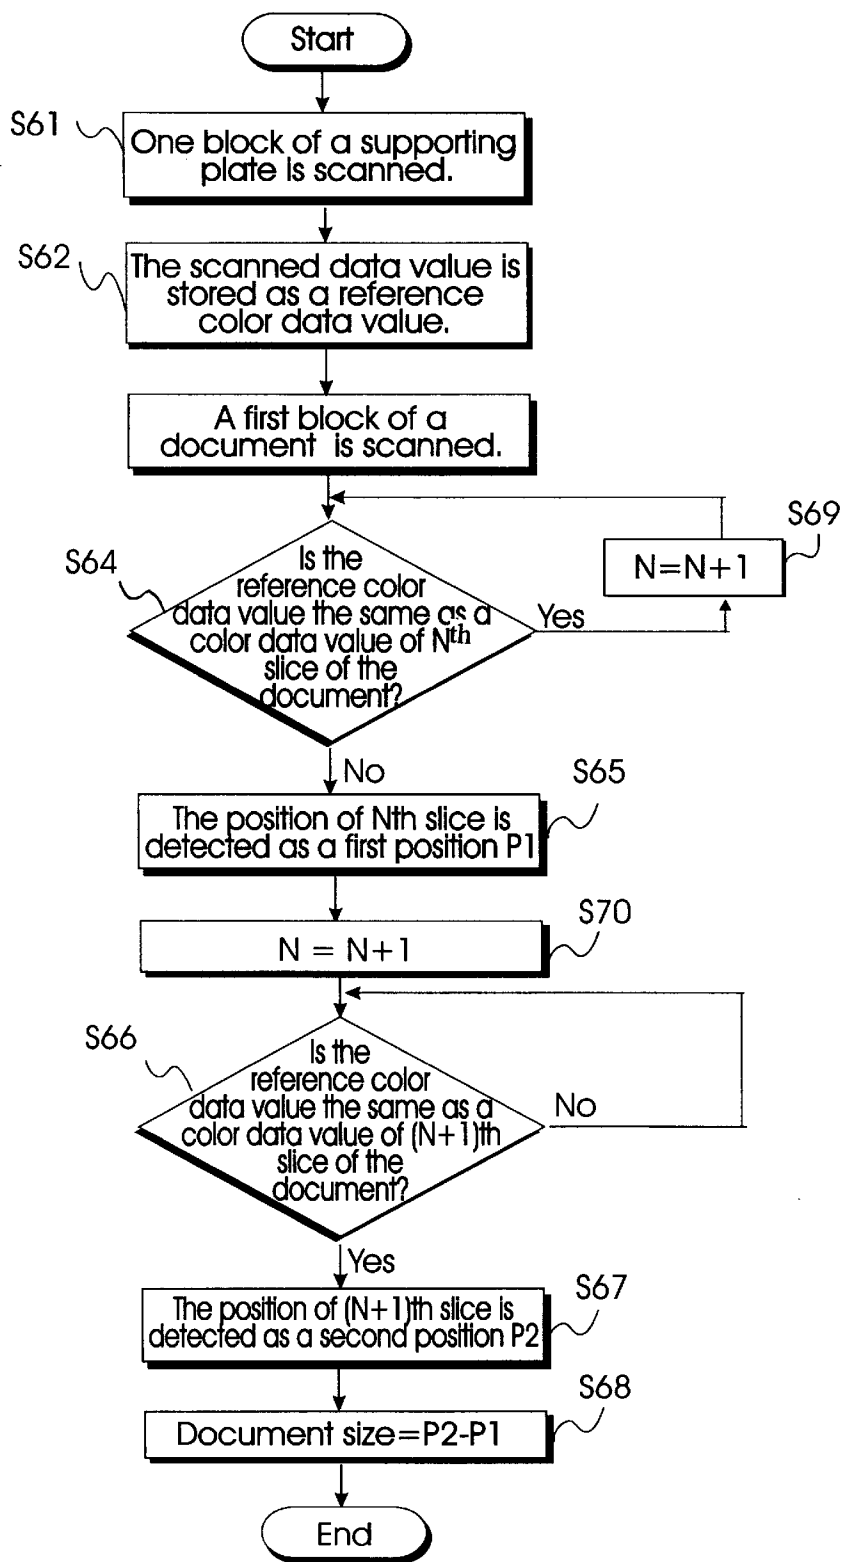 Start
S61
One block of a supporting
plate is scanned.
S62
The scanned data value is
stored as a reference
color data value.
A first block of a
document is scanned.
S69
N=N+1
S64
Is the
reference color
data value the same as a
color data value of Nth
slice of the
document?
Yes
No
S65
The position of Nth slice is
detected as a first position P1
S70
N = N+1
S66
Is the
reference color
data value the same as a
color data value of (N+1)th
slice of the
document?
No
Yes
S67
The position of (N+1)th slice is
detected as a second position P2
S68
Document size=P2-P1
End